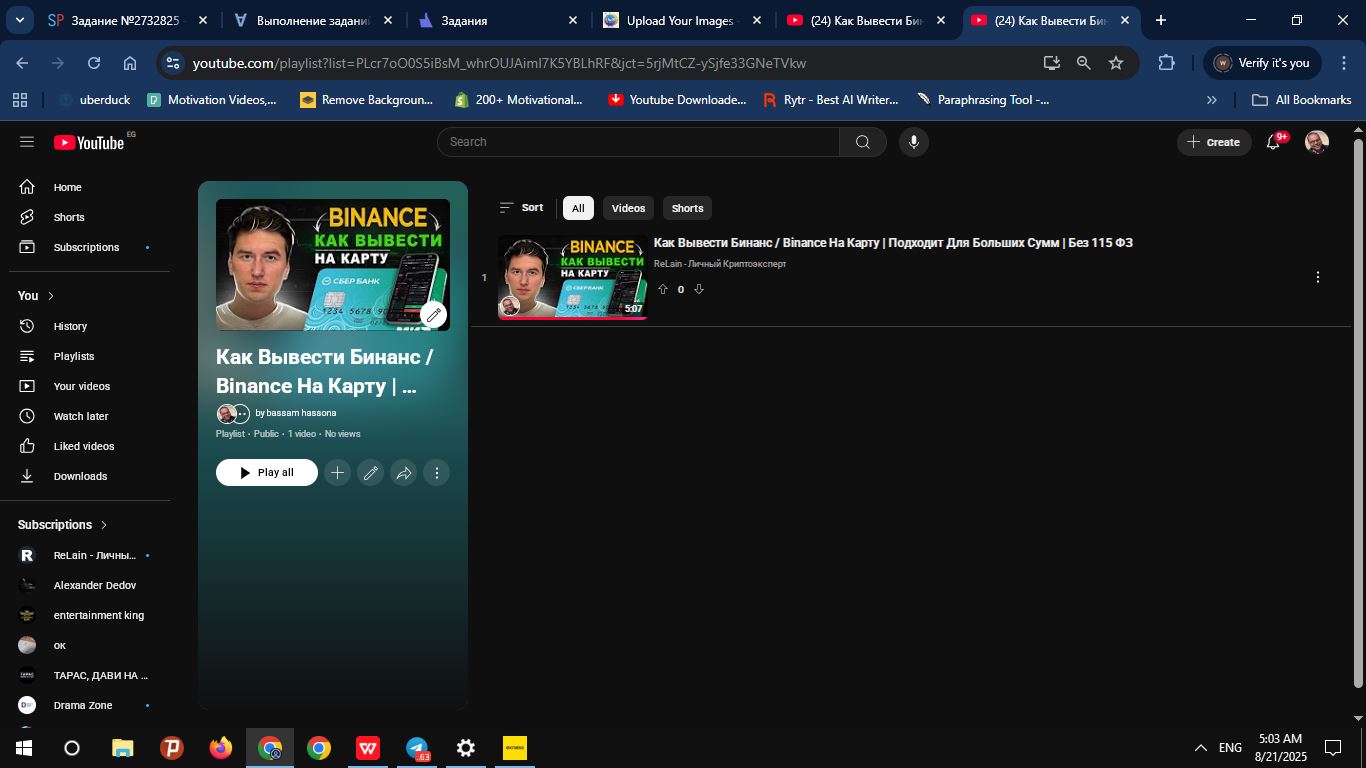 Задание №2732825 -
Выполнение заданий
Задания
Upload Your Images -
(24) Как Вывести Бин
(24) Как Вывести Бин
youtube.com/playlist?list=PLcr7oO0S5iBsM_whrOUJAimI7K5YBLhRF&jct=5rjMtCZ-ySjfe33GNeTVkw
Verify it's you
uberduck
Motivation Videos,...
Remove Backgroun...
200+ Motivational...
Youtube Downloade...
Rytr - Best AI Writer...
Paraphrasing Tool -...
»
All Bookmarks
YouTube EG
Search
Create
9+
Home
Shorts
Subscriptions
You
History
Playlists
Your videos
Watch later
Liked videos
Downloads
Subscriptions
ReLain - Личны...
Alexander Dedov
entertainment king
ок
ТАРАС, ДАВИ НА ...
Drama Zone
BINANCE
КАК ВЫВЕСТИ
НА КАРТУ
СБЕР БАНК
1234 5678 90
Как Вывести Бинанс /
Binance На Карту | ...
by bassam hassona
Playlist • Public • 1 video • No views
Play all
Sort
All
Videos
Shorts
1
BINANCE
КАК ВЫВЕСТИ
НА КАРТУ
СБЕР БАНК
1234 5678
5:07
Как Вывести Бинанс / Binance На Карту | Подходит Для Больших Сумм | Без 115 ФЗ
ReLain - Личный Криптоэксперт
0
.63
exness
ENG
5:03 AM
8/21/2025